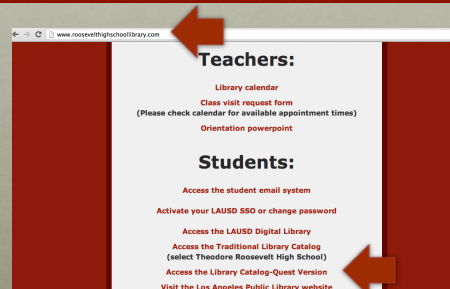 www.roosevelthighschoollibrary.com
Teachers:
Library calendar
Class visit request form
(Please check calendar for available appointment times)
Orientation powerpoint
Students:
Access the student email system
Activate your LAUSD SSO or change password
Access the LAUSD Digital Library
Access the Traditional Library Catalog
(select Theodore Roosevelt High School)
Access the Library Catalog-Quest Version
Visit the Los Angeles Public Library website